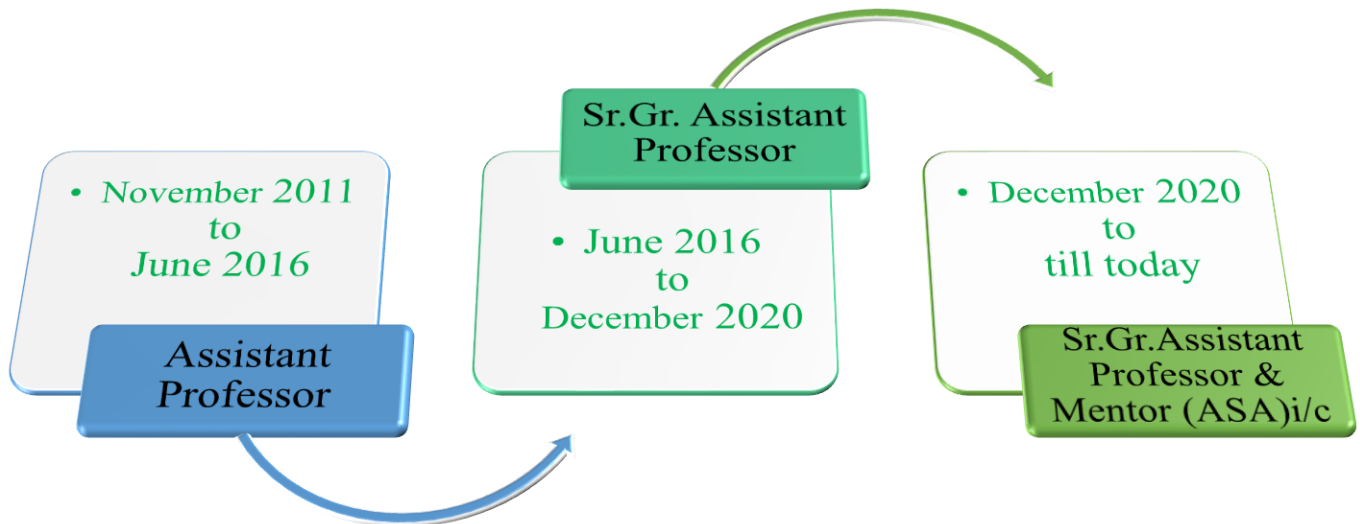 • November 2011
to
June 2016
Assistant
Professor
Sr.Gr. Assistant
Professor
• June 2016
to
December 2020
• December 2020
to
till today
Sr.Gr.Assistant
Professor &
Mentor (ASA)i/c